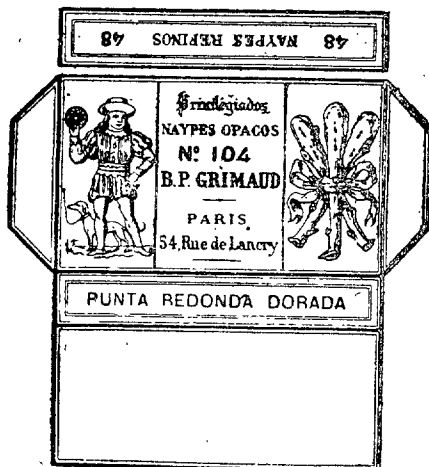 48 NAYPES REFINOS 48
Privilegiados
NAYPES OPACOS
Nº 104
B.P. GRIMAUD
PARIS
54, Rue de Lancry
PUNTA REDONDA DORADA